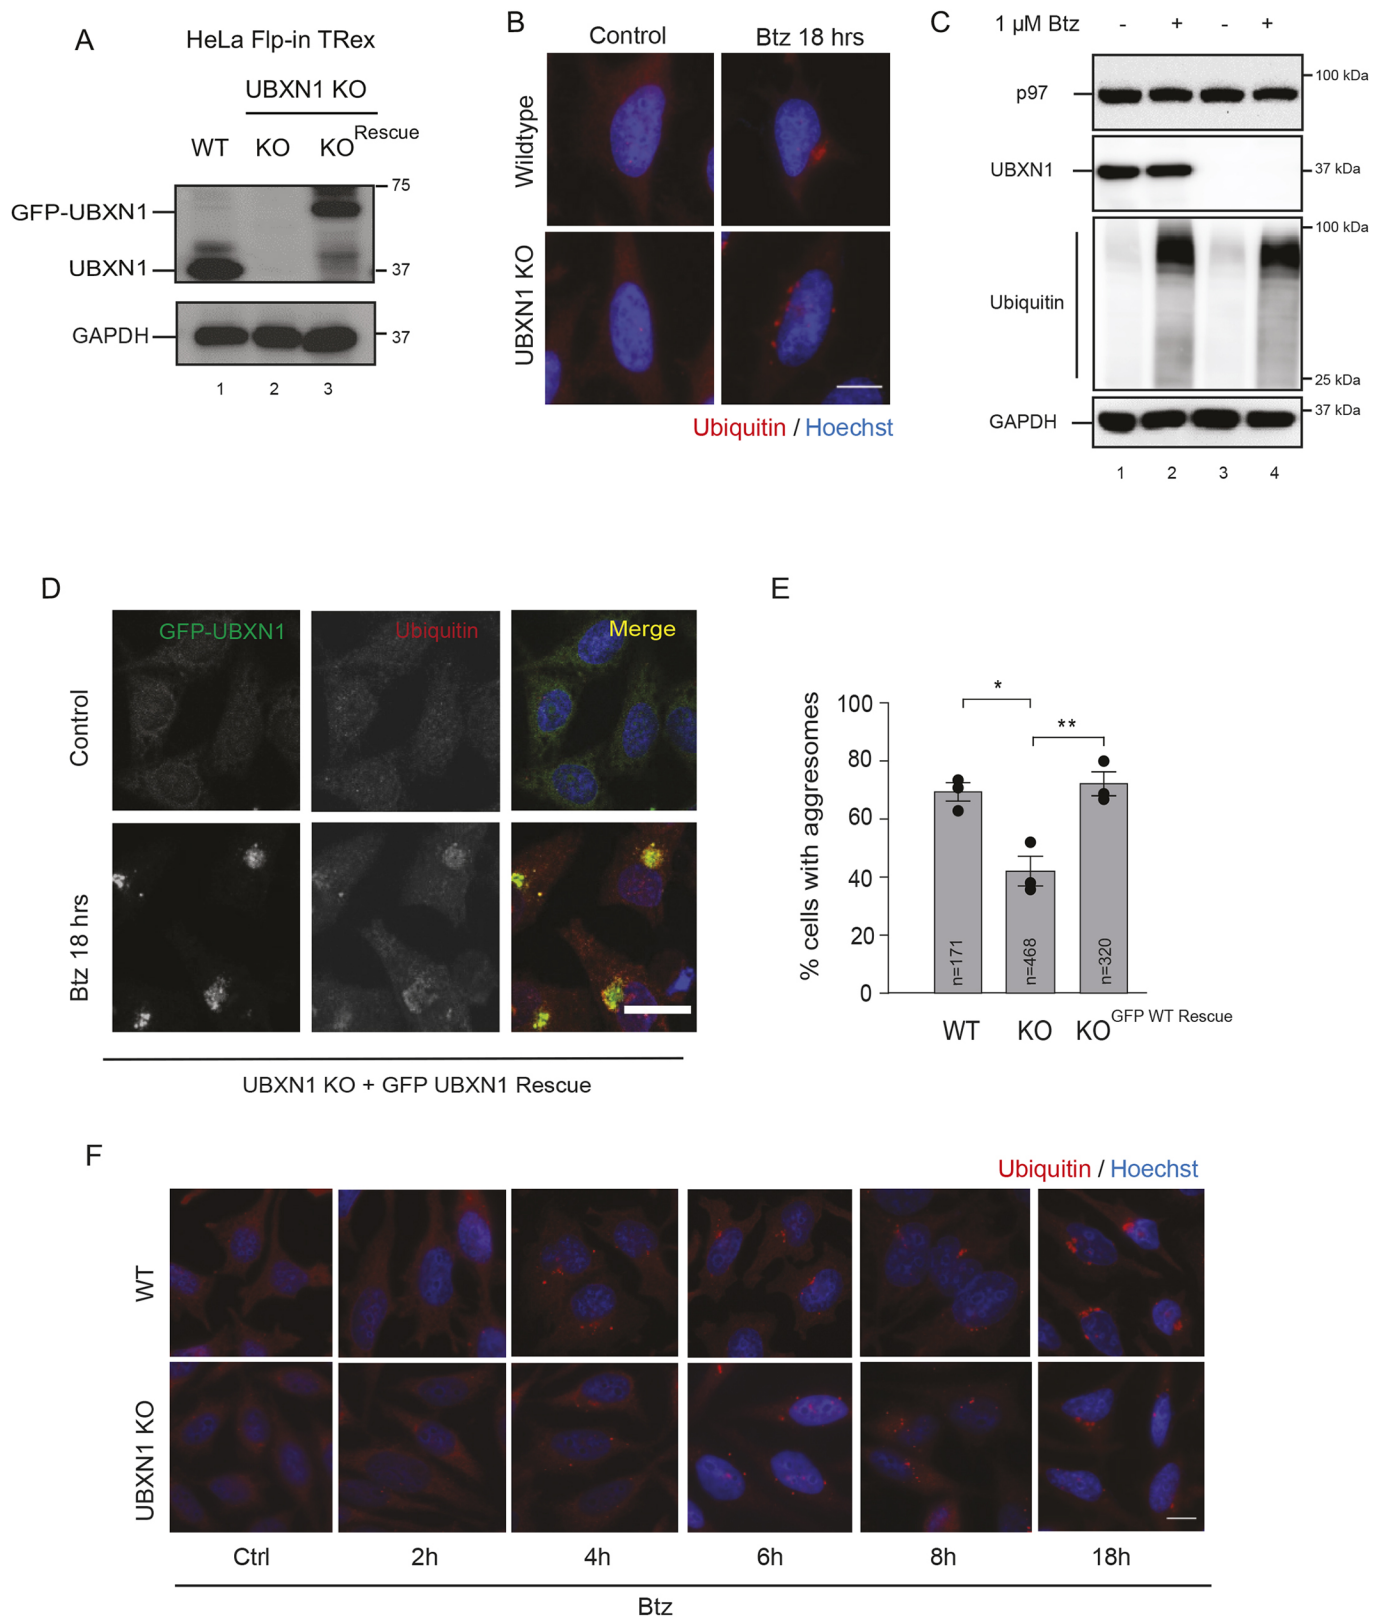 A
HeLa Flp-in TRex
UBXN1 KO
WT KO KO Rescue
75
GFP-UBXN1
UBXN1
37
GAPDH
37
1 2 3
B
Control Btz 18 hrs
Wildtype
UBXN1 KO
Ubiquitin / Hoechst
C
1 µM Btz - + - +
100 kDa
p97
UBXN1
37 kDa
100 kDa
Ubiquitin
25 kDa
37 kDa
GAPDH
1 2 3 4
D
GFP-UBXN1 Ubiquitin Merge
Control
Btz 18 hrs
UBXN1 KO + GFP UBXN1 Rescue
E
% cells with aggresomes
100
80
60
40
20
0
*
**
n=171 n=468 n=320
WT KO KO GFP WT Rescue
F
Ubiquitin / Hoechst
WT
UBXN1 KO
Ctrl 2h 4h 6h 8h 18h
Btz